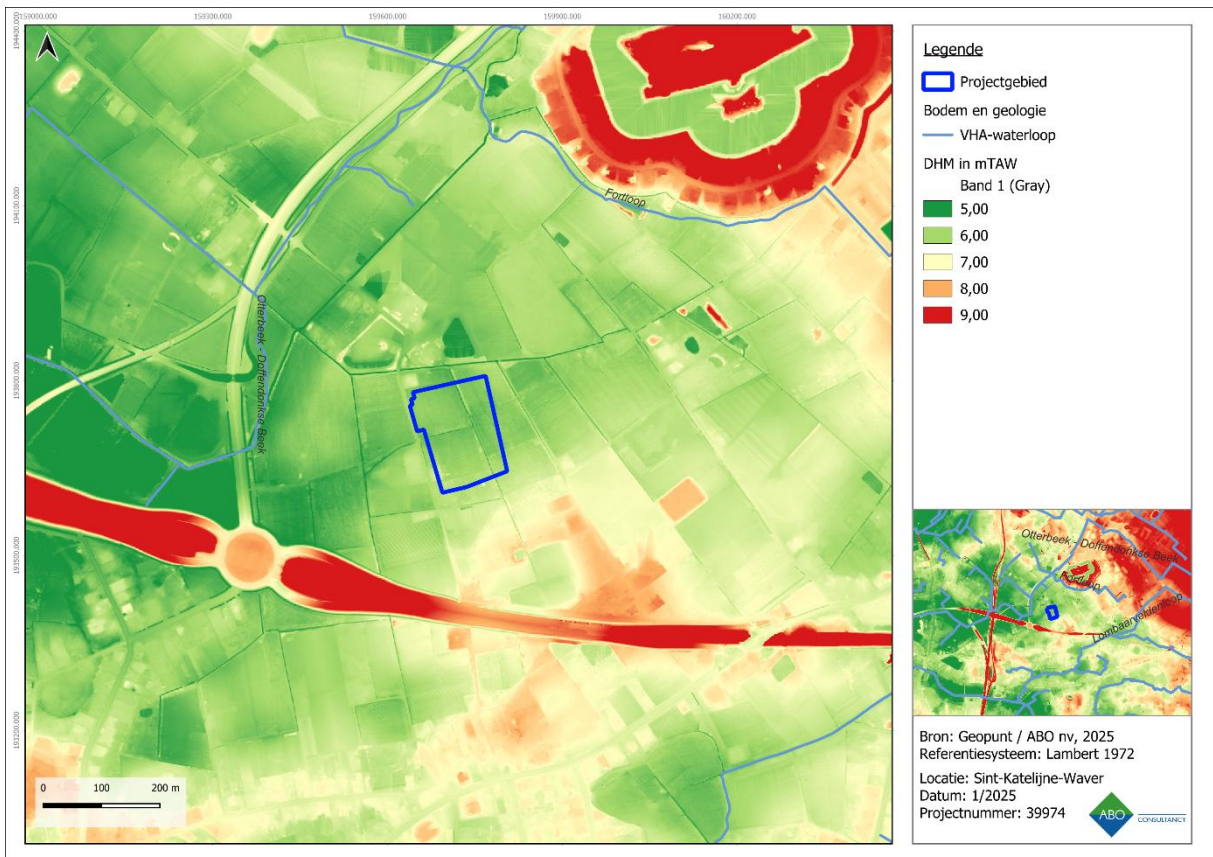 159000.000
159300.000
159600.000
159900.000
160200.000
194400.000
194100.000
193800.000
193500.000
193200.000
Fortloop
Otterbeek - Doffendonkse Beek
0 100 200 m
Legende
Projectgebied
Bodem en geologie
VHA-waterloop
DHM in mTAW
Band 1 (Gray)
5,00
6,00
7,00
8,00
9,00
Otterbeek - Doffendonkse Beek
Fortloop
Lombaarvekenloop
Bron: Geopunt / ABO nv, 2025
Referentiesysteem: Lambert 1972
Locatie: Sint-Katelijne-Waver
Datum: 1/2025
Projectnummer: 39974
ABO CONSULTANCY